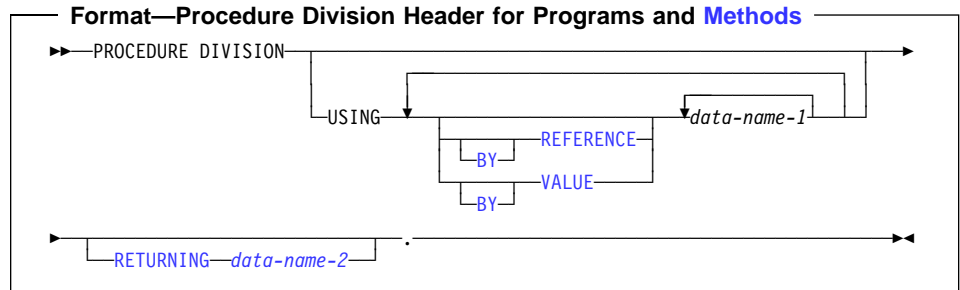 Format—Procedure Division Header for Programs and Methods
PROCEDURE DIVISION
USING data-name-1
REFERENCE
BY
VALUE
BY
.
RETURNING data-name-2